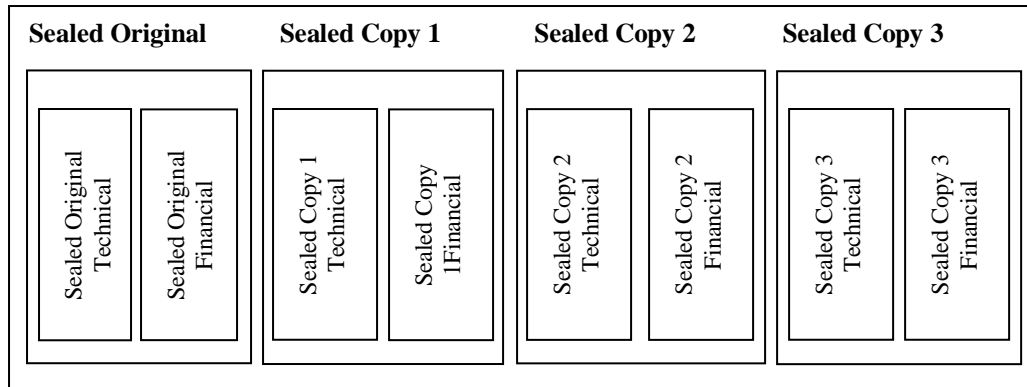 Sealed Original
Sealed Copy 1
Sealed Copy 2
Sealed Copy 3
Sealed Original
Technical
Sealed Original
Financial
Sealed Copy 1
Technical
Sealed Copy
1Financial
Sealed Copy 2
Technical
Sealed Copy 2
Financial
Sealed Copy 3
Technical
Sealed Copy 3
Financial